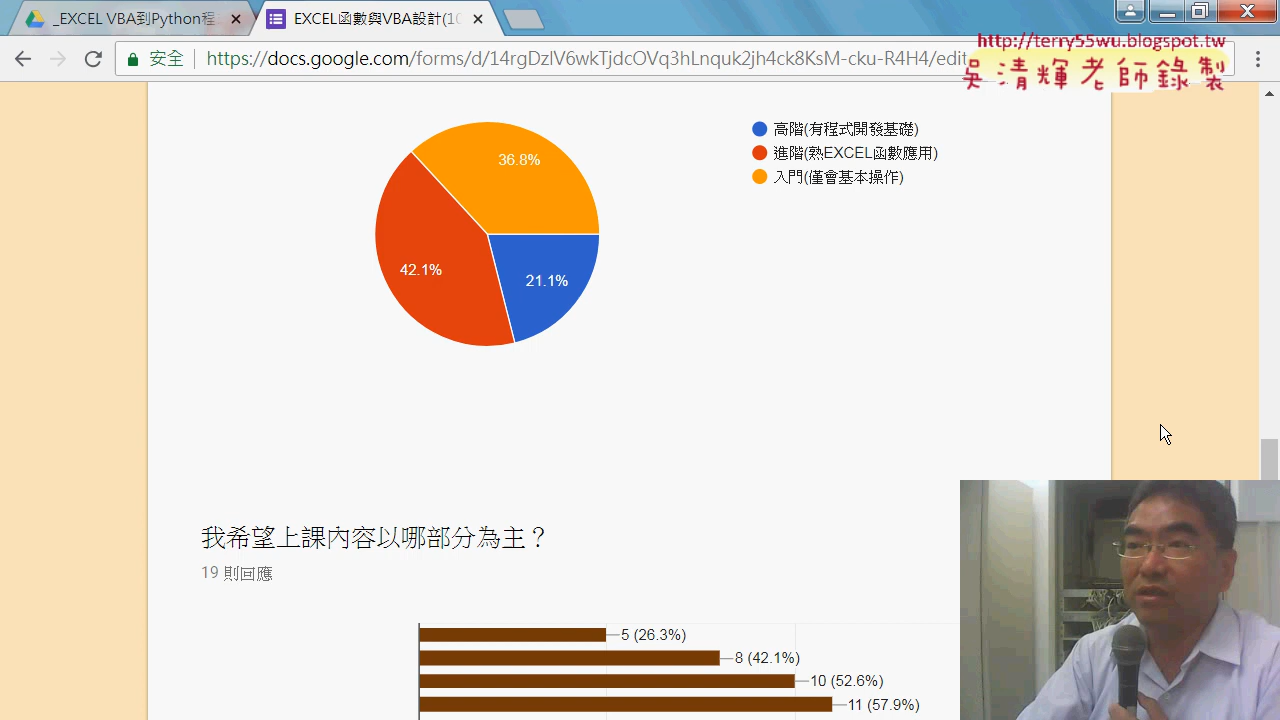 _EXCEL VBA到Python程
EXCEL函數與VBA設計(10
安全
https://docs.google.com/forms/d/14rgDzIV6wkTjdcOVq3hLnquk2jh4ck8KsM-cku-R4H4/edit
http://terry55wu.blogspot.tw
吳清輝老師錄製
36.8%
42.1%
21.1%
高階(有程式開發基礎)
進階(熟EXCEL函數應用)
入門(僅會基本操作)
我希望上課內容以哪部分為主？
19 則回應
5 (26.3%)
8 (42.1%)
10 (52.6%)
11 (57.9%)